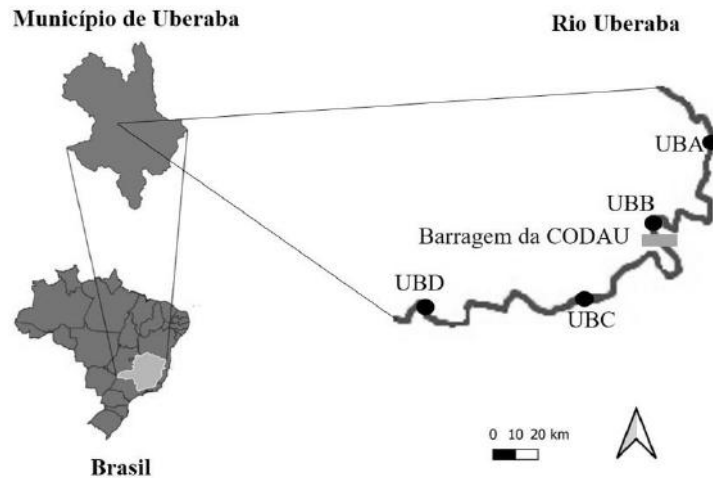 Município de Uberaba
Rio Uberaba
UBA
UBB
Barragem da CODAU
UBD
UBC
0 10 20 km
Brasil